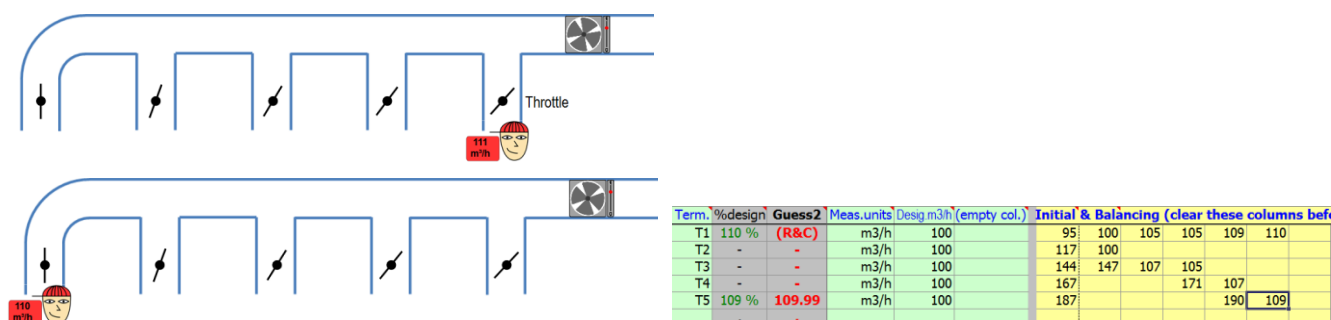 Throttle
111
m³/h
110
m³/h
Term. %design Guess2 Meas.units Desig.m3/h (empty col.) Initial & Balancing (clear these columns befo
T1 110 % (R&C) m3/h 100 95 100 105 105 109 110
T2 - - m3/h 100 117 100
T3 - - m3/h 100 144 147 107 105
T4 - - m3/h 100 167 171 107
T5 109 % 109.99 m3/h 100 187 190 109
- -